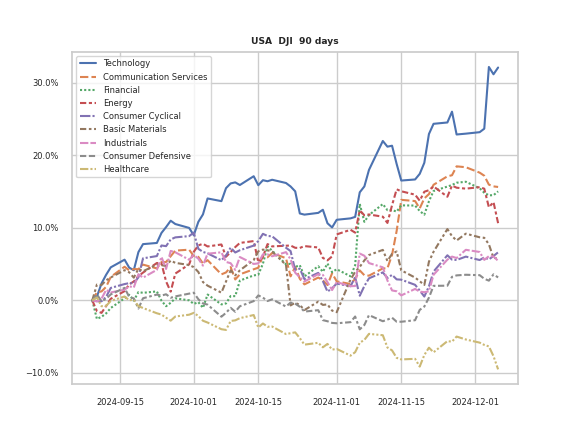 USA DJI 90 days
Technology
Communication Services
Financial
Energy
Consumer Cyclical
Basic Materials
Industrials
Consumer Defensive
Healthcare
30.0%
20.0%
10.0%
0.0%
−10.0%
2024-09-15
2024-10-01
2024-10-15
2024-11-01
2024-11-15
2024-12-01